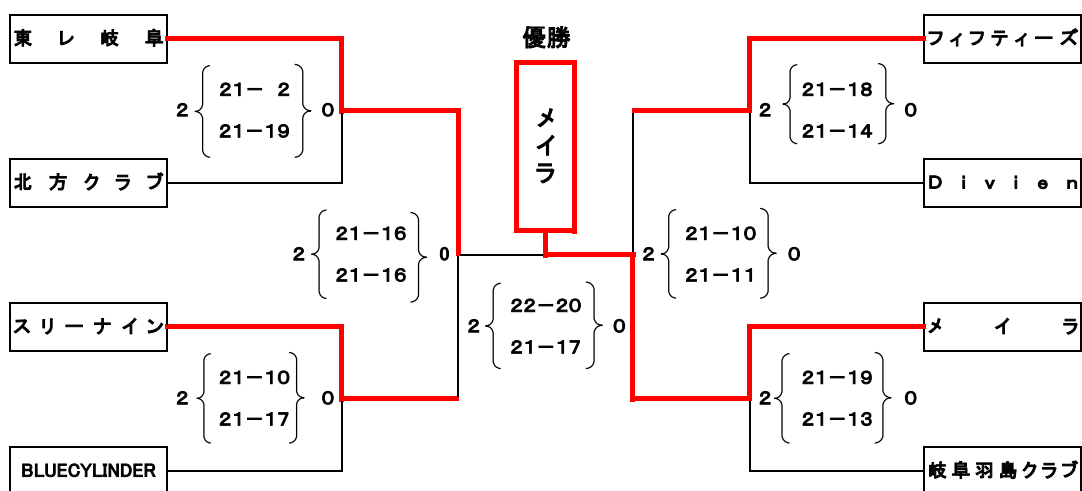 優勝
メイラ
東レ岐阜
2 21- 2 0
21-19
北方クラブ
2 21-16 0
21-16
スリーナイン
2 21-10 0
21-17
BLUECYLINDER
2 22-20 0
21-17
フィフティーズ
2 21-18 0
21-14
Divien
2 21-10 0
21-11
メイラ
2 21-19 0
21-13
岐阜羽島クラブ